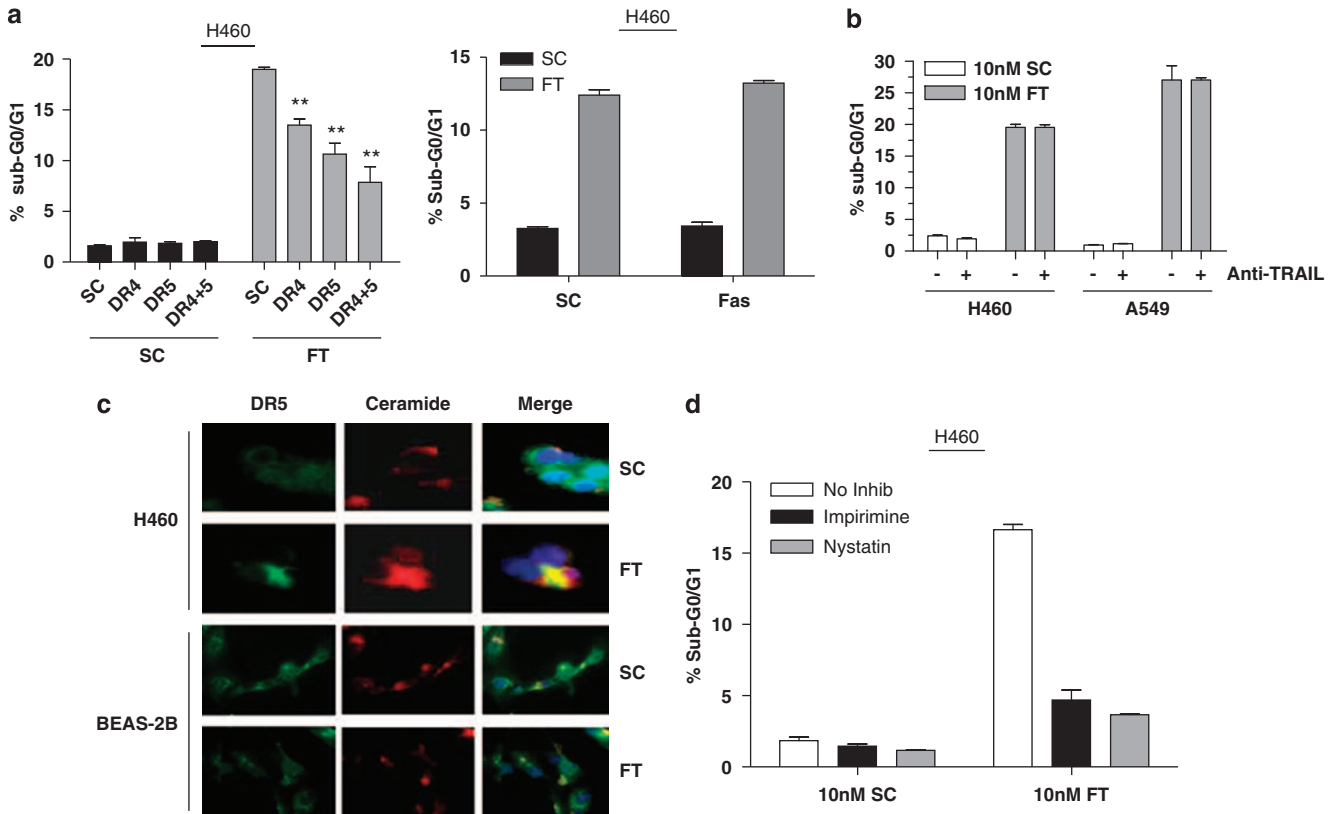 a
H460
% sub-G0/G1
20
15
10
5
0
SC
DR4
DR5
DR4+5
SC
DR4
DR5
DR4+5
**
**
**
SC
FT
H460
% Sub-G0/G1
15
10
5
0
SC
FT
SC
Fas
b
% sub-G0/G1
35
30
25
20
15
10
5
0
10nM SC
10nM FT
- + - + - + - + Anti-TRAIL
H460
A549
c
DR5 Ceramide Merge
H460
SC
FT
BEAS-2B
SC
FT
d
H460
% Sub-G0/G1
20
15
10
5
0
No Inhib
Impirimine
Nystatin
10nM SC
10nM FT